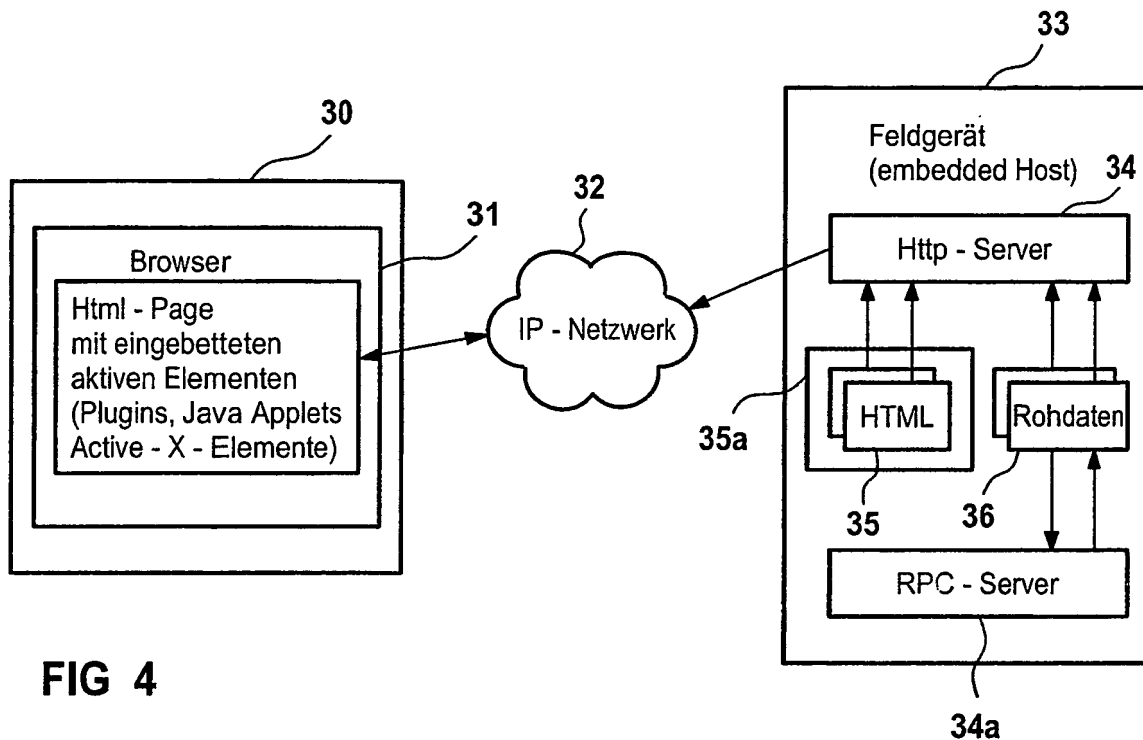 33
30
Feldgerät
(embedded Host)
34
32
31
Browser
Http - Server
Html - Page
mit eingebetteten
aktiven Elementen
(Plugins, Java Applets
Active - X - Elemente)
IP - Netzwerk
35a
HTML
Rohdaten
35
36
RPC - Server
FIG 4
34a